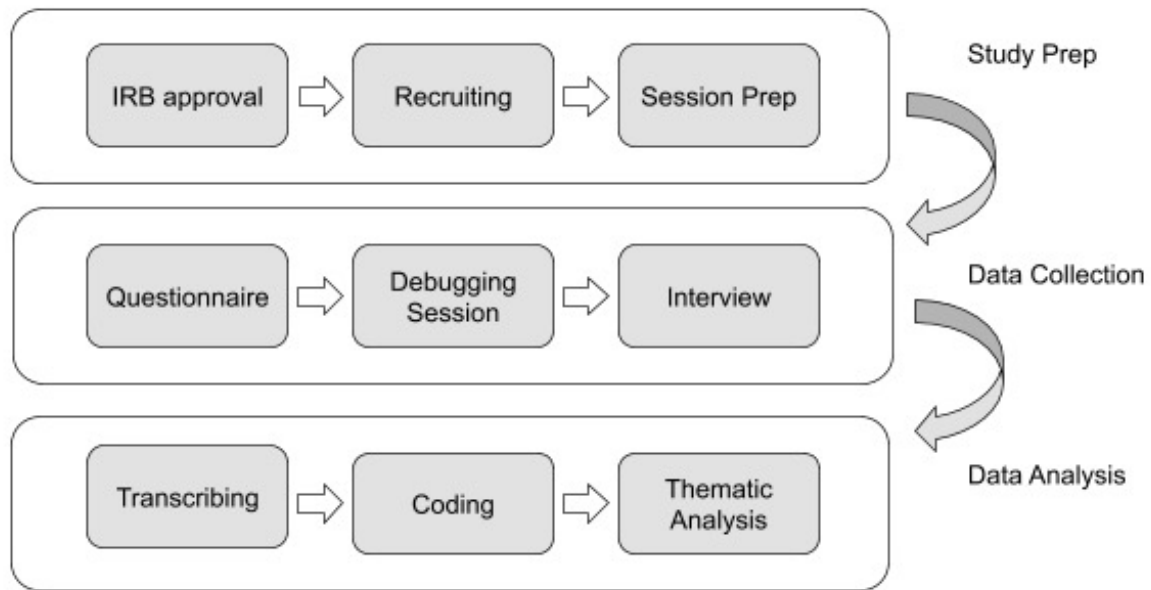 Study Prep
IRB approval
Recruiting
Session Prep
Data Collection
Questionnaire
Debugging
Session
Interview
Data Analysis
Transcribing
Coding
Thematic
Analysis